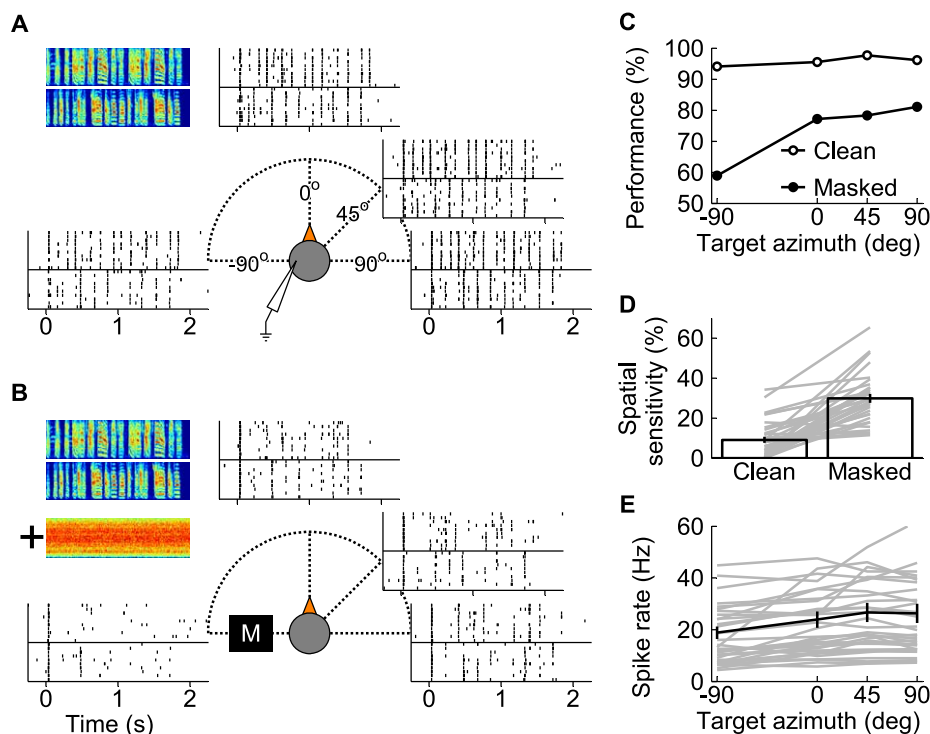 A
0°
45°
-90°
90°
0 1 2
0 1 2
B
+
M
0 1 2
0 1 2
Time (s)
C
Performance (%)
100
90
80
70
60
50
Clean
Masked
-90 0 45 90
Target azimuth (deg)
D
Spatial
sensitivity (%)
60
40
20
0
Clean Masked
E
Spike rate (Hz)
60
40
20
0
-90 0 45 90
Target azimuth (deg)